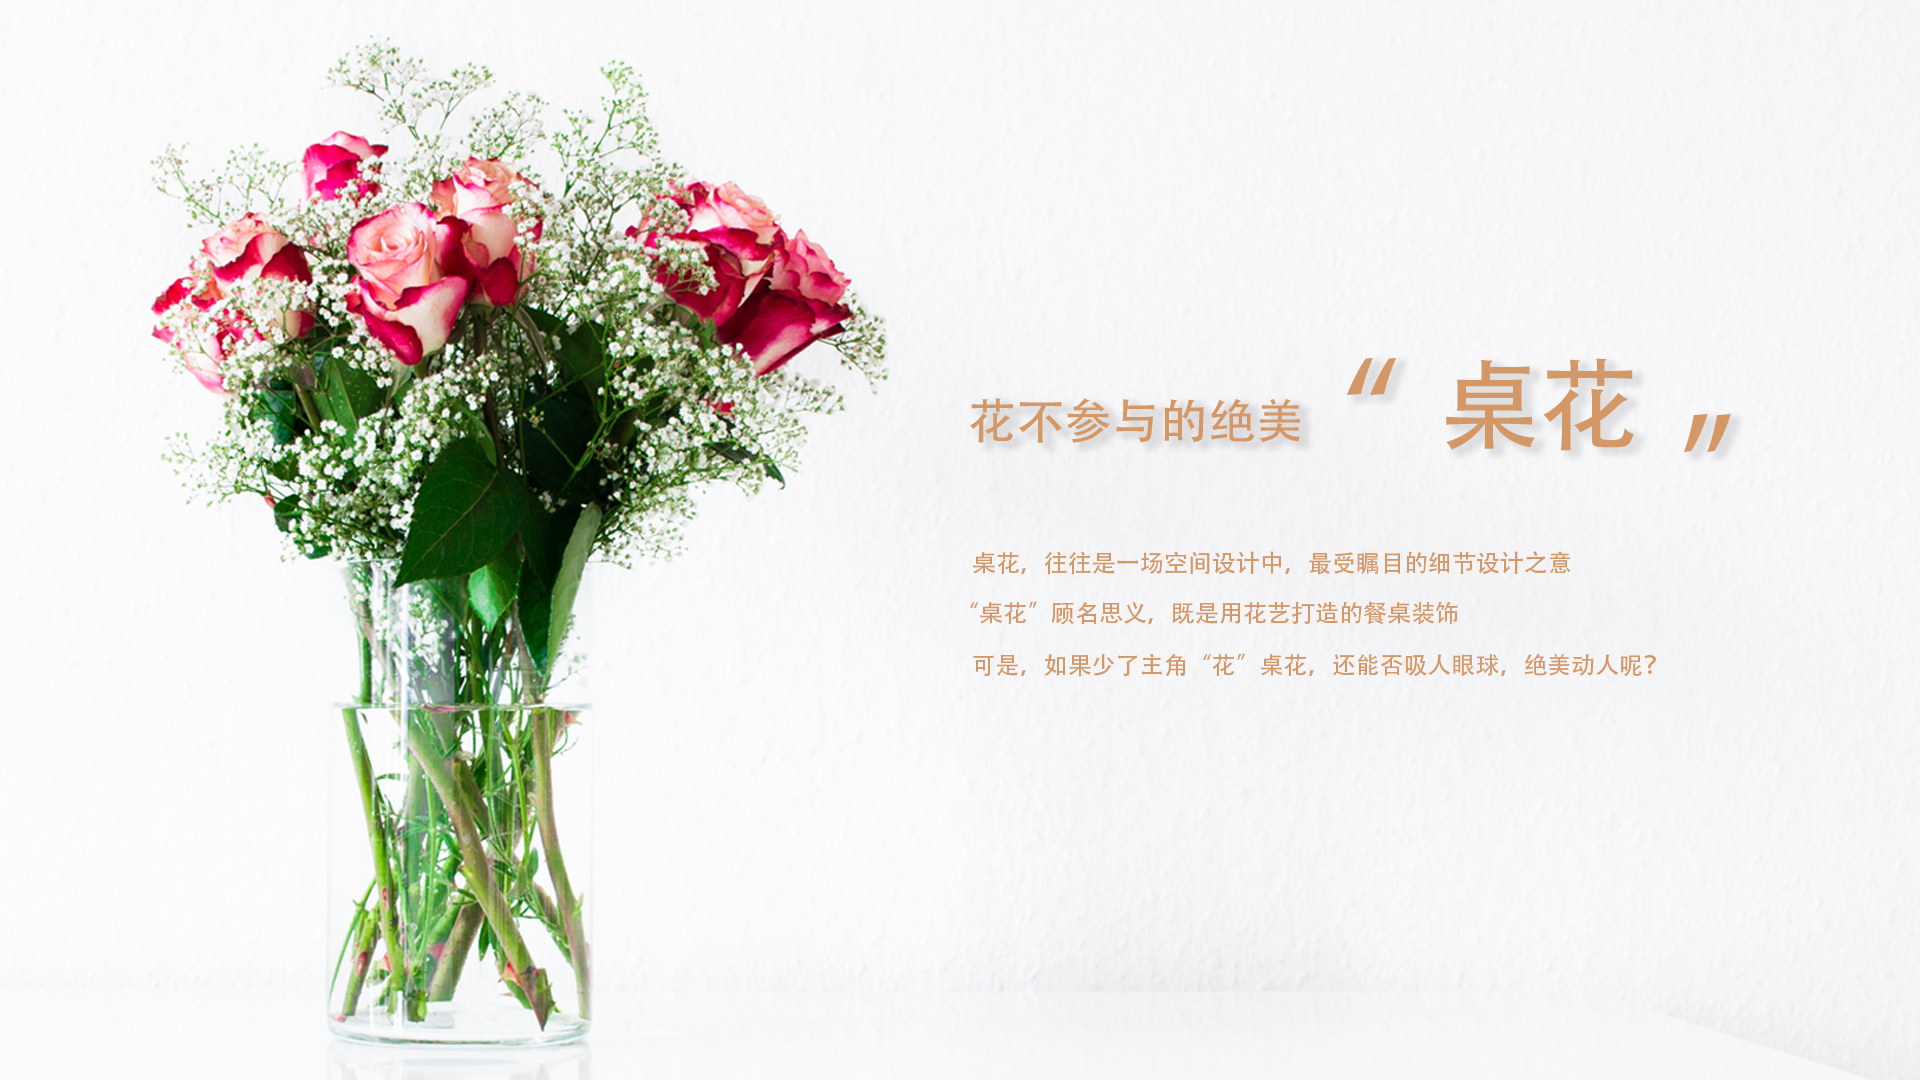 花不参与的绝美“桌花”
桌花，往往是一场空间设计中，最受瞩目的细节设计之意
“桌花”顾名思义，既是用花艺打造的餐桌装饰
可是，如果少了主角“花”桌花，还能否吸人眼球，绝美动人呢？